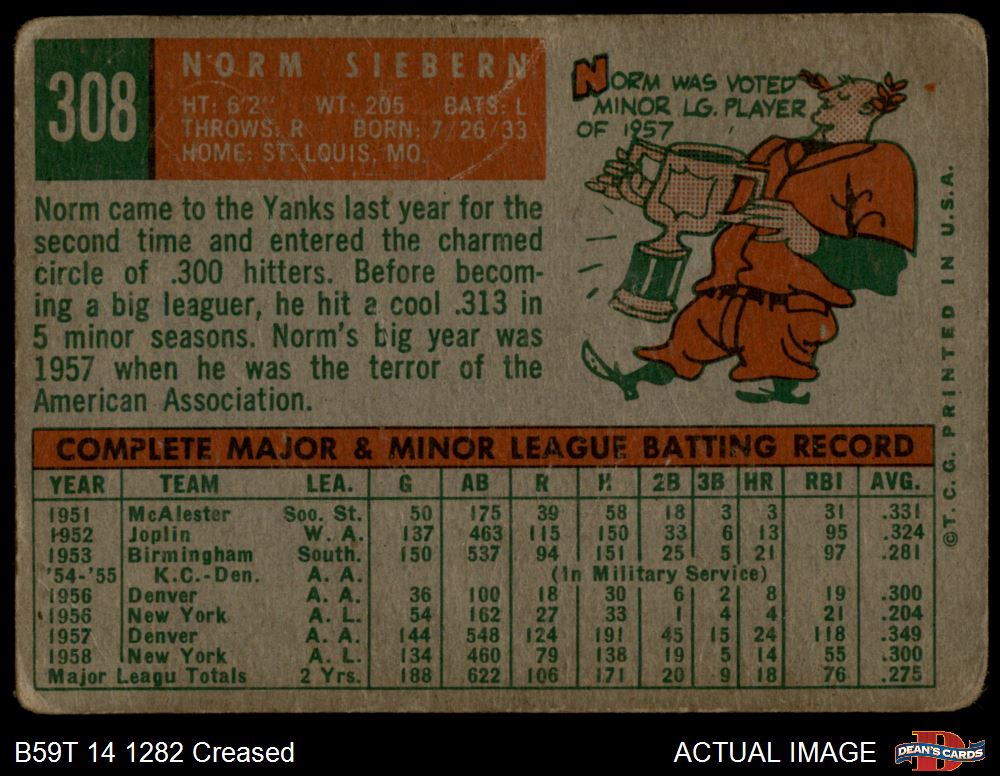 308
NORM SIEBERN
HT: 6'2" WT: 205 BATS: L
THROWS: R BORN: 7/26/33
HOME: ST. LOUIS, MO.
NORM WAS VOTED
MINOR LG. PLAYER
OF 1957
Norm came to the Yanks last year for the
second time and entered the charmed
circle of .300 hitters. Before becom-
ing a big leaguer, he hit a cool .313 in
5 minor seasons. Norm's big year was
1957 when he was the terror of the
American Association.
COMPLETE MAJOR & MINOR LEAGUE BATTING RECORD
YEAR TEAM LEA. G AB R H 2B 3B HR RBI AVG.
1951 McAlester Soo. St. 50 175 39 58 18 3 3 31 .331
1952 Joplin W. A. 137 463 115 150 33 6 13 95 .324
1953 Birmingham South. 150 537 94 151 25 5 21 97 .281
'54-'55 K.C.-Den. A. A. (In Military Service)
1956 Denver A. A. 36 100 18 30 6 2 8 19 .300
1956 New York A. L. 54 162 27 33 1 4 4 21 .204
1957 Denver A. A. 144 548 124 191 45 15 24 118 .349
1958 New York A. L. 134 460 79 138 19 5 14 55 .300
Major Leagu Totals 2 Yrs. 188 622 106 171 20 9 18 76 .275
©T. C. G. PRINTED IN U.S.A.
B59T 14 1282 Creased
ACTUAL IMAGE
DEAN'S CARDS